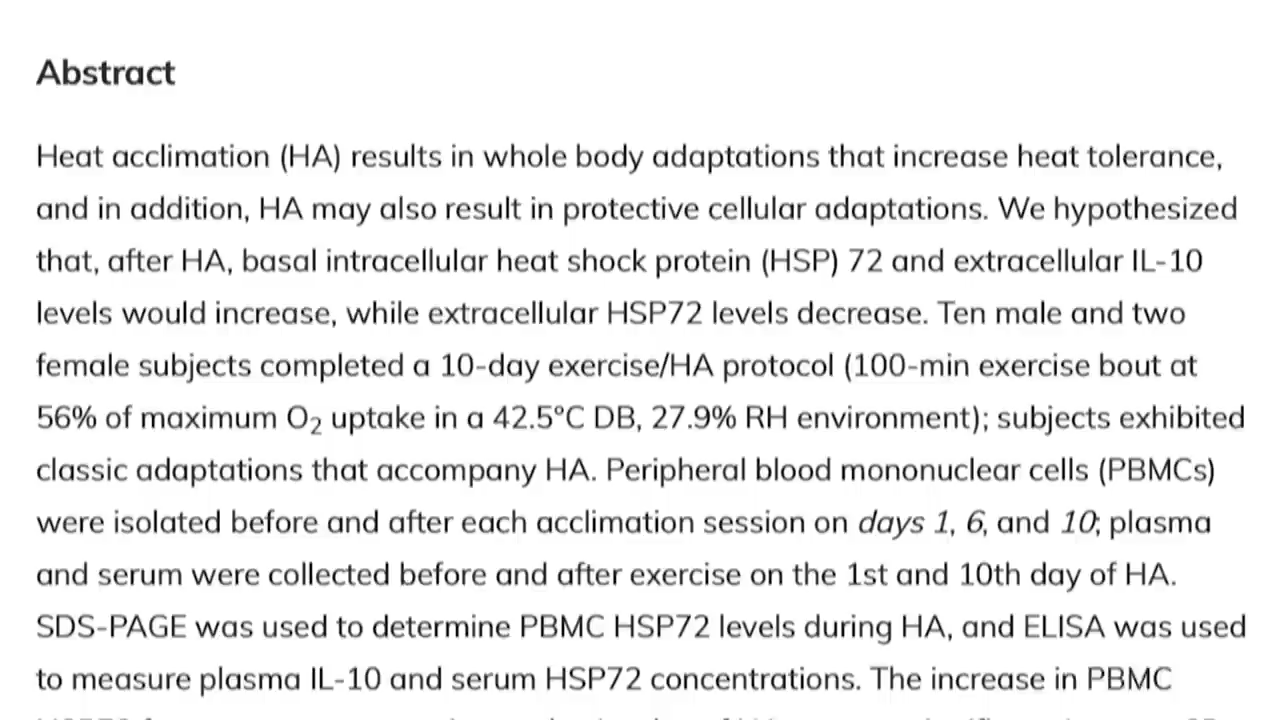 Abstract
Heat acclimation (HA) results in whole body adaptations that increase heat tolerance,
and in addition, HA may also result in protective cellular adaptations. We hypothesized
that, after HA, basal intracellular heat shock protein (HSP) 72 and extracellular IL-10
levels would increase, while extracellular HSP72 levels decrease. Ten male and two
female subjects completed a 10-day exercise/HA protocol (100-min exercise bout at
56% of maximum O₂ uptake in a 42.5°C DB, 27.9% RH environment); subjects exhibited
classic adaptations that accompany HA. Peripheral blood mononuclear cells (PBMCs)
were isolated before and after each acclimation session on days 1, 6, and 10; plasma
and serum were collected before and after exercise on the 1st and 10th day of HA.
SDS-PAGE was used to determine PBMC HSP72 levels during HA, and ELISA was used
to measure plasma IL-10 and serum HSP72 concentrations. The increase in PBMC